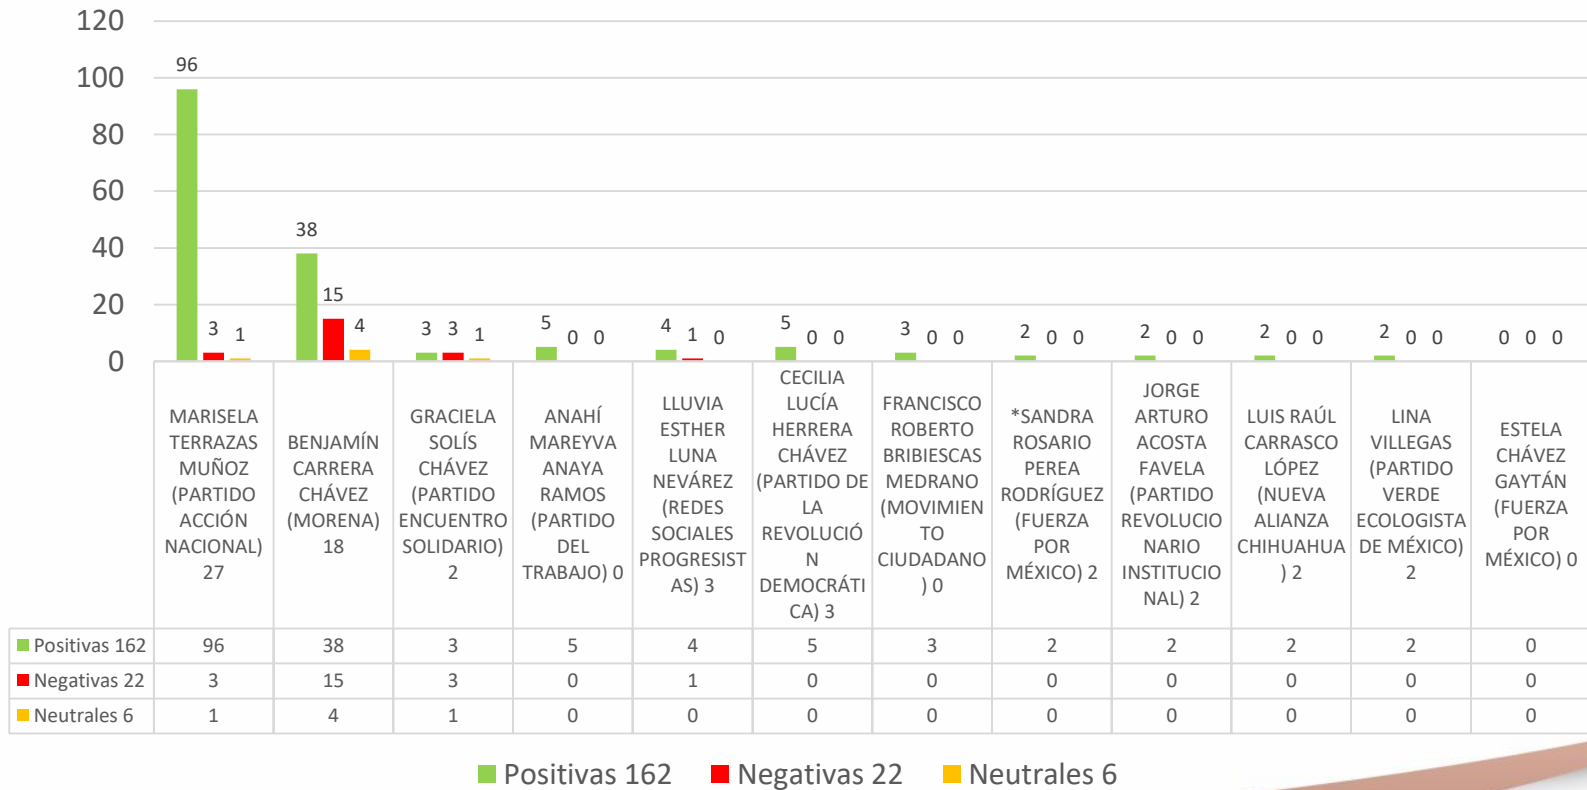 120
100
80
60
40
20
0
96
3
1
38
15
4
3
3
1
5
0
0
4
1
0
5
0
0
3
0
0
2
0
0
2
0
0
2
0
0
2
0
0
0
0
0
MARISELA
TERRAZAS
MUÑOZ
(PARTIDO
ACCIÓN
NACIONAL)
27
BENJAMÍN
CARRERA
CHÁVEZ
(MORENA)
18
GRACIELA
SOLÍS
CHÁVEZ
(PARTIDO
ENCUENTRO
SOLIDARIO)
2
ANAHÍ
MAREYVA
ANAYA
RAMOS
(PARTIDO
DEL
TRABAJO) 0
LLUVIA
ESTHER
LUNA
NEVÁREZ
(REDES
SOCIALES
PROGRESIST
AS) 3
CECILIA
LUCÍA
HERRERA
CHÁVEZ
(PARTIDO DE
LA
REVOLUCIÓ
N
DEMOCRÁTI
CA) 3
FRANCISCO
ROBERTO
BRIBIESCAS
MEDRANO
(MOVIMIEN
TO
CIUDADANO
) 0
*SANDRA
ROSARIO
PEREA
RODRÍGUEZ
(FUERZA
POR
MÉXICO) 2
JORGE
ARTURO
ACOSTA
FAVELA
(PARTIDO
REVOLUCIO
NARIO
INSTITUCIO
NAL) 2
LUIS RAÚL
CARRASCO
LÓPEZ
(NUEVA
ALIANZA
CHIHUAHUA
) 2
LINA
VILLEGAS
(PARTIDO
VERDE
ECOLOGISTA
DE MÉXICO)
2
ESTELA
CHÁVEZ
GAYTÁN
(FUERZA
POR
MÉXICO) 0
Positivas 162 96 38 3 5 4 5 3 2 2 2 2 0
Negativas 22 3 15 3 0 1 0 0 0 0 0 0 0
Neutrales 6 1 4 1 0 0 0 0 0 0 0 0 0
Positivas 162 Negativas 22 Neutrales 6